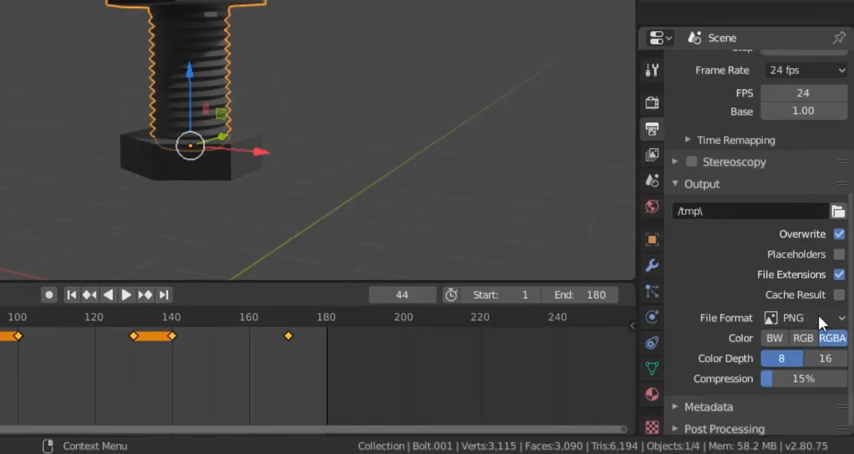 Scene
Frame Rate 24 fps
FPS 24
Base 1.00
Time Remapping
Stereoscopy
Output
/tmp\
Overwrite
Placeholders
File Extensions
Cache Result
File Format PNG
Color BW RGB RGBA
Color Depth 8 16
Compression 15%
Metadata
Post Processing
44 Start: 1 End: 180
100 120 140 160 180 200 220 240
Context Menu Collection | Bolt.001 | Verts:3,115 | Faces:3,090 | Tris:6,194 | Objects:1/4 | Mem: 58.2 MB | v2.80.75